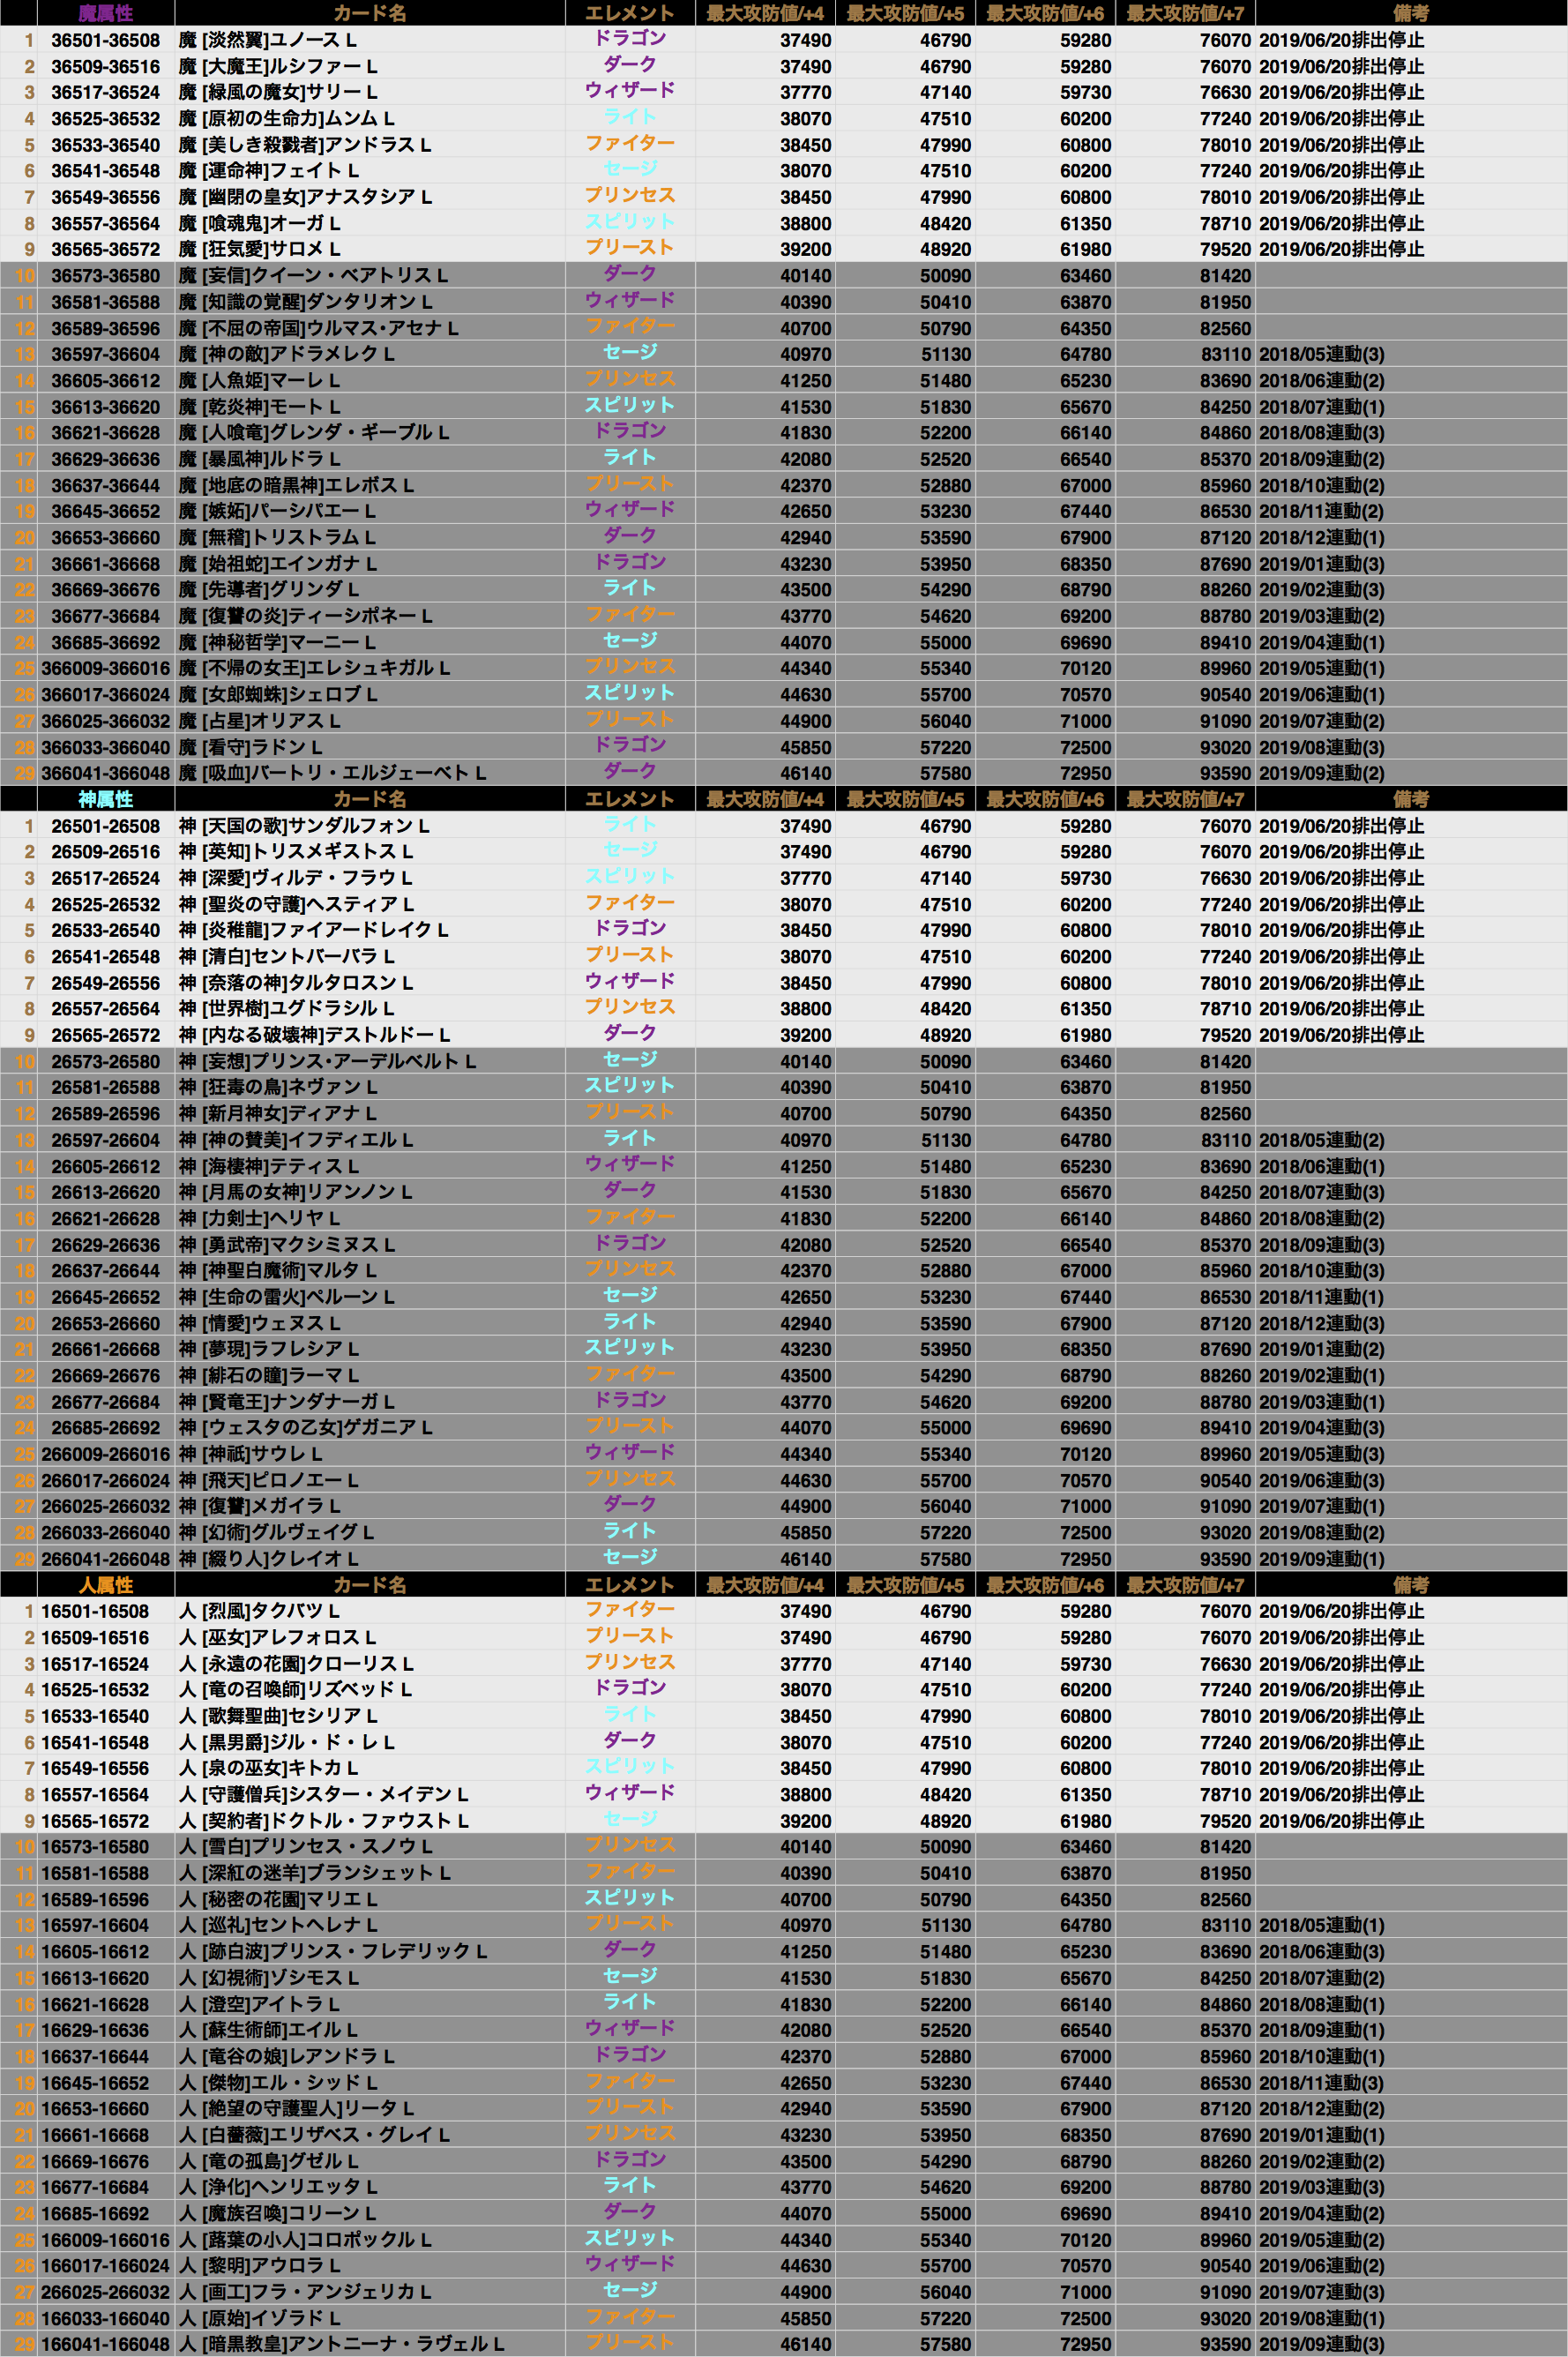 魔属性 カード名 エレメント 最大攻防値/+4 最大攻防値/+5 最大攻防値/+6 最大攻防値/+7 備考
1 36501-36508 魔 [淡然翼]ユノース L ドラゴン 37490 46790 59280 76070 2019/06/20排出停止
2 36509-36516 魔 [大魔王]ルシファー L ダーク 37490 46790 59280 76070 2019/06/20排出停止
3 36517-36524 魔 [緑風の魔女]サリー L ウィザード 37770 47140 59730 76630 2019/06/20排出停止
4 36525-36532 魔 [原初の生命力]ムンム L ライト 38070 47510 60200 77240 2019/06/20排出停止
5 36533-36540 魔 [美しき殺戮者]アンドラス L ファイター 38450 47990 60800 78010 2019/06/20排出停止
6 36541-36548 魔 [運命神]フェイト L セージ 38070 47510 60200 77240 2019/06/20排出停止
7 36549-36556 魔 [幽閉の皇女]アナスタシア L プリンセス 38450 47990 60800 78010 2019/06/20排出停止
8 36557-36564 魔 [喰魂鬼]オーガ L スピリット 38800 48420 61350 78710 2019/06/20排出停止
9 36565-36572 魔 [狂気愛]サロメ L プリースト 39200 48920 61980 79520 2019/06/20排出停止
10 36573-36580 魔 [妄信]クイーン・ベアトリス L ダーク 40140 50090 63460 81420
11 36581-36588 魔 [知識の覚醒]ダンタリオン L ウィザード 40390 50410 63870 81950
12 36589-36596 魔 [不屈の帝国]ウルマス・アセナ L ファイター 40700 50790 64350 82560
13 36597-36604 魔 [神の敵]アドラメレク L セージ 40970 51130 64780 83110 2018/05連動(3)
14 36605-36612 魔 [人魚姫]マーレ L プリンセス 41250 51480 65230 83690 2018/06連動(2)
15 36613-36620 魔 [乾炎神]モート L スピリット 41530 51830 65670 84250 2018/07連動(1)
16 36621-36628 魔 [人喰竜]グレンダ・ギーブル L ドラゴン 41830 52200 66140 84860 2018/08連動(3)
17 36629-36636 魔 [暴風神]ルドラ L ライト 42080 52520 66540 85370 2018/09連動(2)
18 36637-36644 魔 [地底の暗黒神]エレボス L プリースト 42370 52880 67000 85960 2018/10連動(2)
19 36645-36652 魔 [嫉妬]パーシパエー L ウィザード 42650 53230 67440 86530 2018/11連動(2)
20 36653-36660 魔 [無稽]トリストラム L ダーク 42940 53590 67900 87120 2018/12連動(1)
21 36661-36668 魔 [始祖蛇]エインガナ L ドラゴン 43230 53950 68350 87690 2019/01連動(3)
22 36669-36676 魔 [先導者]グリンダ L ライト 43500 54290 68790 88260 2019/02連動(3)
23 36677-36684 魔 [復讐の炎]ティーシポネー L ファイター 43770 54620 69200 88780 2019/03連動(2)
24 36685-36692 魔 [神秘哲学]マーニー L セージ 44070 55000 69690 89410 2019/04連動(1)
25 366009-366016 魔 [不帰の女王]エレシュキガル L プリンセス 44340 55340 70120 89960 2019/05連動(1)
26 366017-366024 魔 [女郎蜘蛛]シェロブ L スピリット 44630 55700 70570 90540 2019/06連動(1)
27 366025-366032 魔 [占星]オリアス L プリースト 44900 56040 71000 91090 2019/07連動(2)
28 366033-366040 魔 [看守]ラドン L ドラゴン 45850 57220 72500 93020 2019/08連動(3)
29 366041-366048 魔 [吸血]バートリ・エルジェーベト L ダーク 46140 57580 72950 93590 2019/09連動(2)
神属性 カード名 エレメント 最大攻防値/+4 最大攻防値/+5 最大攻防値/+6 最大攻防値/+7 備考
1 26501-26508 神 [天国の歌]サンダルフォン L ライト 37490 46790 59280 76070 2019/06/20排出停止
2 26509-26516 神 [英知]トリスメギストス L セージ 37490 46790 59280 76070 2019/06/20排出停止
3 26517-26524 神 [深愛]ヴィルデ・フラウ L スピリット 37770 47140 59730 76630 2019/06/20排出停止
4 26525-26532 神 [聖炎の守護]ヘスティア L ファイター 38070 47510 60200 77240 2019/06/20排出停止
5 26533-26540 神 [炎稚龍]ファイアードレイク L ドラゴン 38450 47990 60800 78010 2019/06/20排出停止
6 26541-26548 神 [清白]セントバーバラ L プリースト 38070 47510 60200 77240 2019/06/20排出停止
7 26549-26556 神 [奈落の神]タルタロスン L ウィザード 38450 47990 60800 78010 2019/06/20排出停止
8 26557-26564 神 [世界樹]ユグドラシル L プリンセス 38800 48420 61350 78710 2019/06/20排出停止
9 26565-26572 神 [内なる破壊神]デストルドー L ダーク 39200 48920 61980 79520 2019/06/20排出停止
10 26573-26580 神 [妄想]プリンス・アーデルベルト L セージ 40140 50090 63460 81420
11 26581-26588 神 [狂毒の鳥]ネヴァン L スピリット 40390 50410 63870 81950
12 26589-26596 神 [新月神女]ディアナ L プリースト 40700 50790 64350 82560
13 26597-26604 神 [神の賛美]イフディエル L ライト 40970 51130 64780 83110 2018/05連動(2)
14 26605-26612 神 [海棲神]テティス L ウィザード 41250 51480 65230 83690 2018/06連動(1)
15 26613-26620 神 [月馬の女神]リアンノン L ダーク 41530 51830 65670 84250 2018/07連動(3)
16 26621-26628 神 [力剣士]ヘリヤ L ファイター 41830 52200 66140 84860 2018/08連動(2)
17 26629-26636 神 [勇武帝]マクシミヌス L ドラゴン 42080 52520 66540 85370 2018/09連動(3)
18 26637-26644 神 [神聖白魔術]マルタ L プリンセス 42370 52880 67000 85960 2018/10連動(3)
19 26645-26652 神 [生命の雷火]ペルーン L セージ 42650 53230 67440 86530 2018/11連動(1)
20 26653-26660 神 [情愛]ウェヌス L ライト 42940 53590 67900 87120 2018/12連動(3)
21 26661-26668 神 [夢現]ラフレシア L スピリット 43230 53950 68350 87690 2019/01連動(2)
22 26669-26676 神 [緋石の瞳]ラーマ L ファイター 43500 54290 68790 88260 2019/02連動(1)
23 26677-26684 神 [賢竜王]ナンダナーガ L ドラゴン 43770 54620 69200 88780 2019/03連動(1)
24 26685-26692 神 [ウェスタの乙女]ゲガニア L プリースト 44070 55000 69690 89410 2019/04連動(3)
25 266009-266016 神 [神祇]サウレ L ウィザード 44340 55340 70120 89960 2019/05連動(3)
26 266017-266024 神 [飛天]ピロノエー L プリンセス 44630 55700 70570 90540 2019/06連動(3)
27 266025-266032 神 [復讐]メガイラ L ダーク 44900 56040 71000 91090 2019/07連動(1)
28 266033-266040 神 [幻術]グルヴェイグ L ライト 45850 57220 72500 93020 2019/08連動(2)
29 266041-266048 神 [綴り人]クレイオ L セージ 46140 57580 72950 93590 2019/09連動(1)
人属性 カード名 エレメント 最大攻防値/+4 最大攻防値/+5 最大攻防値/+6 最大攻防値/+7 備考
1 16501-16508 人 [烈風]タクバツ L ファイター 37490 46790 59280 76070 2019/06/20排出停止
2 16509-16516 人 [巫女]アレフォロス L プリースト 37490 46790 59280 76070 2019/06/20排出停止
3 16517-16524 人 [永遠の花園]クローリス L プリンセス 37770 47140 59730 76630 2019/06/20排出停止
4 16525-16532 人 [竜の召喚師]リズベッド L ドラゴン 38070 47510 60200 77240 2019/06/20排出停止
5 16533-16540 人 [歌舞聖曲]セシリア L ライト 38450 47990 60800 78010 2019/06/20排出停止
6 16541-16548 人 [黒男爵]ジル・ド・レ L ダーク 38070 47510 60200 77240 2019/06/20排出停止
7 16549-16556 人 [泉の巫女]キトカ L スピリット 38450 47990 60800 78010 2019/06/20排出停止
8 16557-16564 人 [守護僧兵]シスター・メイデン L ウィザード 38800 48420 61350 78710 2019/06/20排出停止
9 16565-16572 人 [契約者]ドクトル・ファウスト L セージ 39200 48920 61980 79520 2019/06/20排出停止
10 16573-16580 人 [雪白]プリンセス・スノウ L プリンセス 40140 50090 63460 81420
11 16581-16588 人 [深紅の迷羊]ブランシェット L ファイター 40390 50410 63870 81950
12 16589-16596 人 [秘密の花園]マリエ L スピリット 40700 50790 64350 82560
13 16597-16604 人 [巡礼]セントヘレナ L プリースト 40970 51130 64780 83110 2018/05連動(1)
14 16605-16612 人 [跡白波]プリンス・フレデリック L ダーク 41250 51480 65230 83690 2018/06連動(3)
15 16613-16620 人 [幻視術]ゾシモス L セージ 41530 51830 65670 84250 2018/07連動(2)
16 16621-16628 人 [澄空]アイトラ L ライト 41830 52200 66140 84860 2018/08連動(1)
17 16629-16636 人 [蘇生術師]エイル L ウィザード 42080 52520 66540 85370 2018/09連動(1)
18 16637-16644 人 [竜谷の娘]レアンドラ L ドラゴン 42370 52880 67000 85960 2018/10連動(1)
19 16645-16652 人 [傑物]エル・シッド L ファイター 42650 53230 67440 86530 2018/11連動(3)
20 16653-16660 人 [絶望の守護聖人]リータ L プリースト 42940 53590 67900 87120 2018/12連動(2)
21 16661-16668 人 [白薔薇]エリザベス・グレイ L プリンセス 43230 53950 68350 87690 2019/01連動(1)
22 16669-16676 人 [竜の孤島]グゼル L ドラゴン 43500 54290 68790 88260 2019/02連動(2)
23 16677-16684 人 [浄化]ヘンリエッタ L ライト 43770 54620 69200 88780 2019/03連動(3)
24 16685-16692 人 [魔族召喚]コリーン L ダーク 44070 55000 69690 89410 2019/04連動(2)
25 166009-166016 人 [蕗葉の小人]コロポックル L スピリット 44340 55340 70120 89960 2019/05連動(2)
26 166017-166024 人 [黎明]アウロラ L ウィザード 44630 55700 70570 90540 2019/06連動(2)
27 266025-266032 人 [画工]フラ・アンジェリカ L セージ 44900 56040 71000 91090 2019/07連動(3)
28 166033-166040 人 [原始]イゾラド L ファイター 45850 57220 72500 93020 2019/08連動(1)
29 166041-166048 人 [暗黒教皇]アントニーナ・ラヴェル L プリースト 46140 57580 72950 93590 2019/09連動(3)